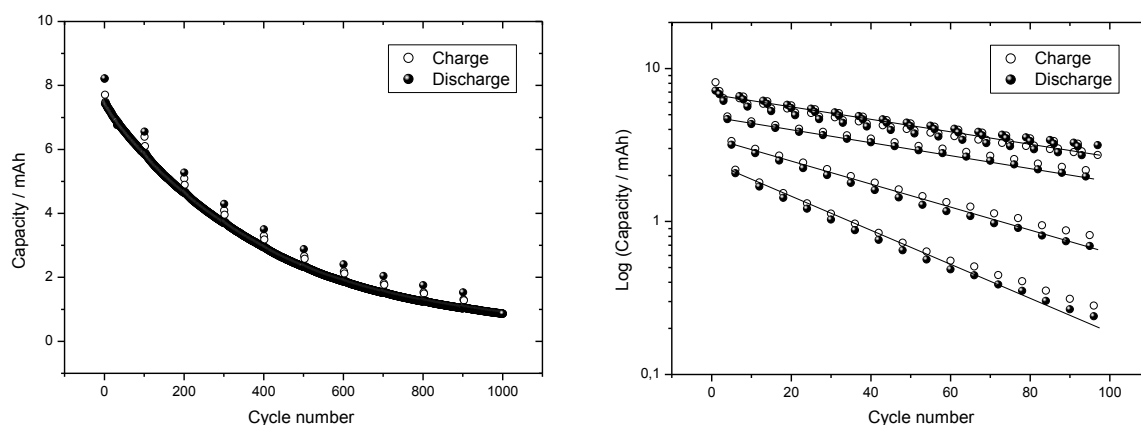 10
8
6
4
2
0
Capacity / mAh
Charge
Discharge
0 200 400 600 800 1000
Cycle number
10
1
0,1
Log (Capacity / mAh)
Charge
Discharge
0 20 40 60 80 100
Cycle number